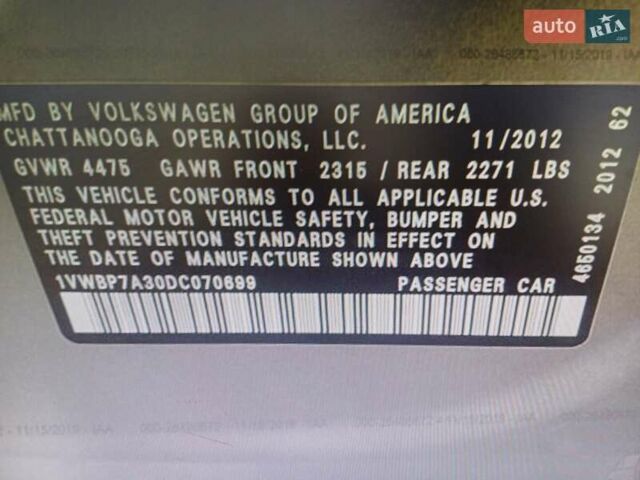 auto RIA.com
MFD BY VOLKSWAGEN GROUP OF AMERICA
CHATTANOOGA OPERATIONS, LLC. 11/2012
GVWR 4475 GAWR FRONT 2315 / REAR 2271 LBS
THIS VEHICLE CONFORMS TO ALL APPLICABLE U.S.
FEDERAL MOTOR VEHICLE SAFETY, BUMPER AND
THEFT PREVENTION STANDARDS IN EFFECT ON
THE DATE OF MANUFACTURE SHOWN ABOVE
1VWBP7A30DC070699 PASSENGER CAR
4650134 2012 62